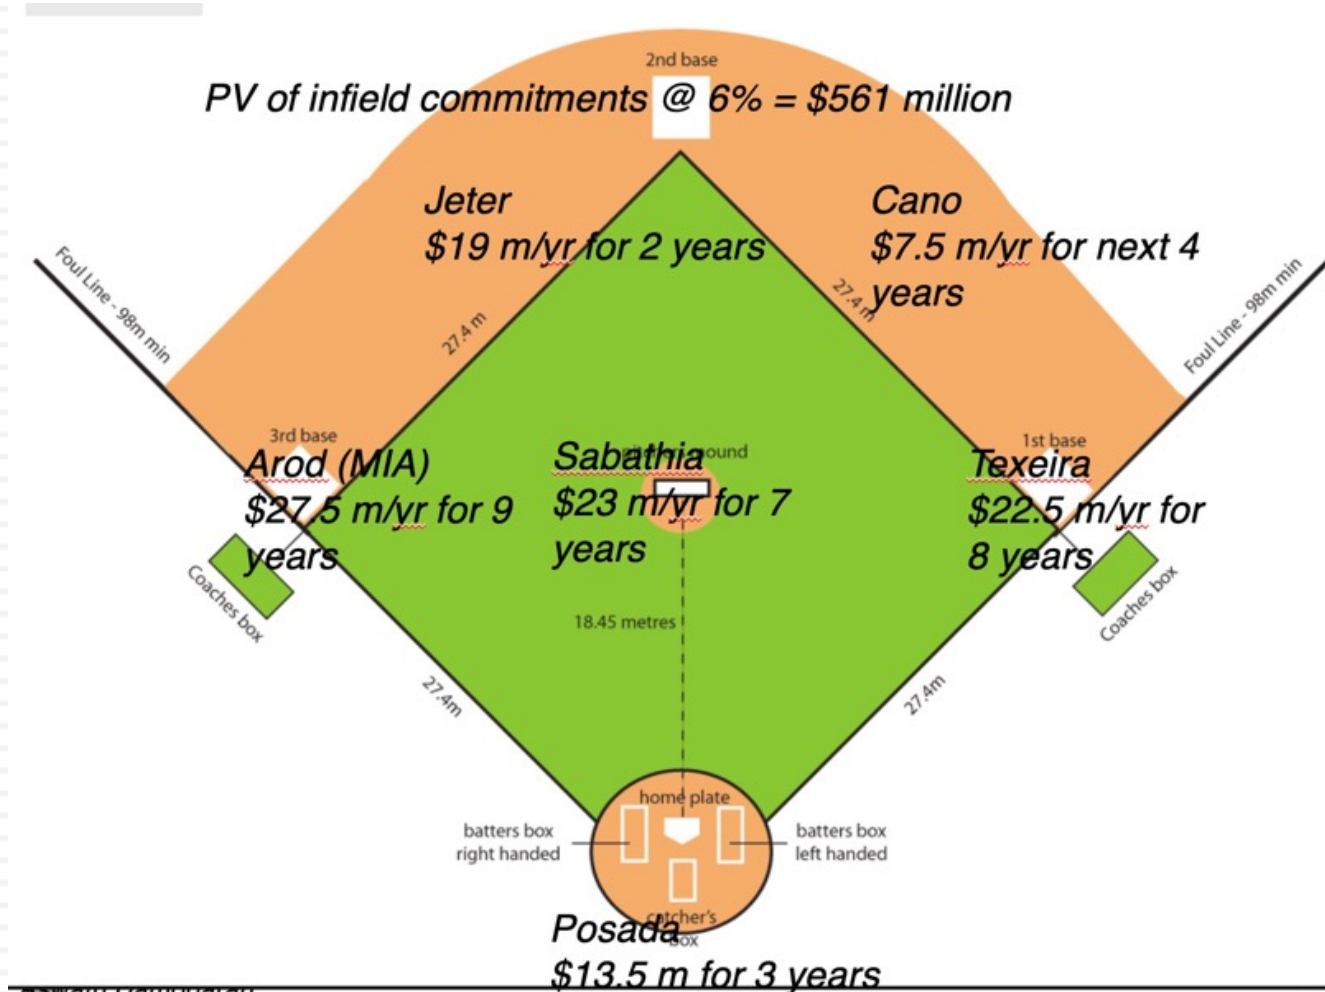 2nd base
PV of infield commitments @ 6% = $561 million
Jeter
$19 m/yr for 2 years
Cano
$7.5 m/yr for next 4
years
Foul Line - 98m min
27.4 m
27.4 m
Foul Line - 98m min
3rd base
Arod (MIA)
$27.5 m/yr for 9
years
pitchers mound
Sabathia
$23 m/yr for 7
years
1st base
Texeira
$22.5 m/yr for
8 years
Coaches box
Coaches box
18.45 metres
27.4m
27.4m
home plate
batters box
right handed
batters box
left handed
catcher's
box
Posada
$13.5 m for 3 years